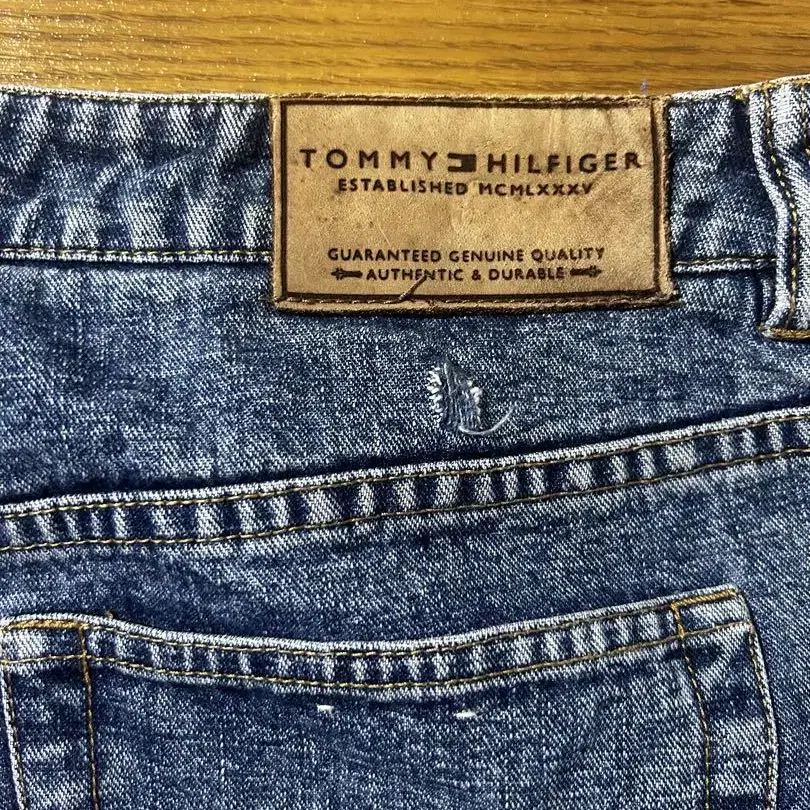 TOMMY HILFIGER
ESTABLISHED MCMLXXXV
GUARANTEED GENUINE QUALITY
AUTHENTIC & DURABLE